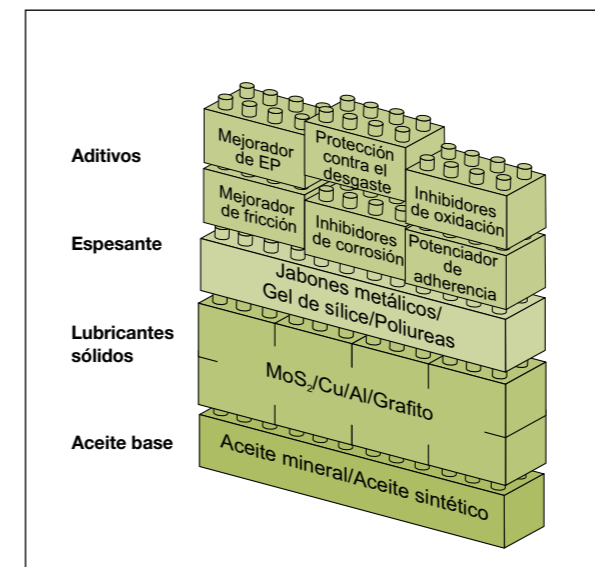 Aditivos
Mejorador
de EP
Protección
contra el
desgaste
Inhibidores
de oxidación
Mejorador
de fricción
Inhibidores
de corrosión
Potenciador
de
adherencia
Espesante
Jabones metálicos/
Gel de sílice/Poliureas
Lubricantes
sólidos
MoS₂/Cu/Al/Grafito
Aceite base
Aceite mineral/Aceite sintético